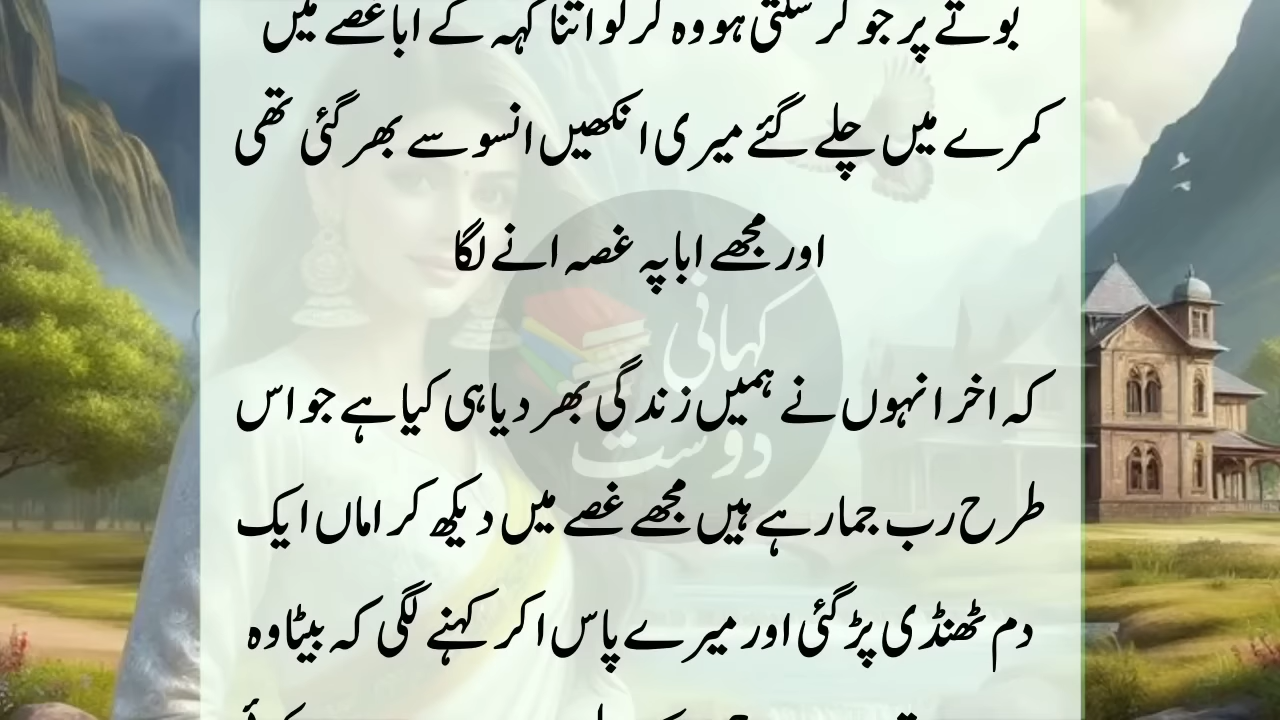 بوتے پر جو کر سکتی ہو وہ کر لو اتنا کہہ کے ابا غصے میں
کمرے میں چلے گئے میری انکھیں انسو سے بھر گئی تھی
اور مجھے ابا پہ غصہ انے لگا
کہانی
دوست
کہ اخر انہوں نے ہمیں زندگی بھر دیا ہی کیا ہے جو اس
طرح رب جما رہے ہیں مجھے غصے میں دیکھ کر اماں ایک
دم ٹھنڈی پڑ گئی اور میرے پاس ا کر کہنے لگی کہ بیٹا وہ